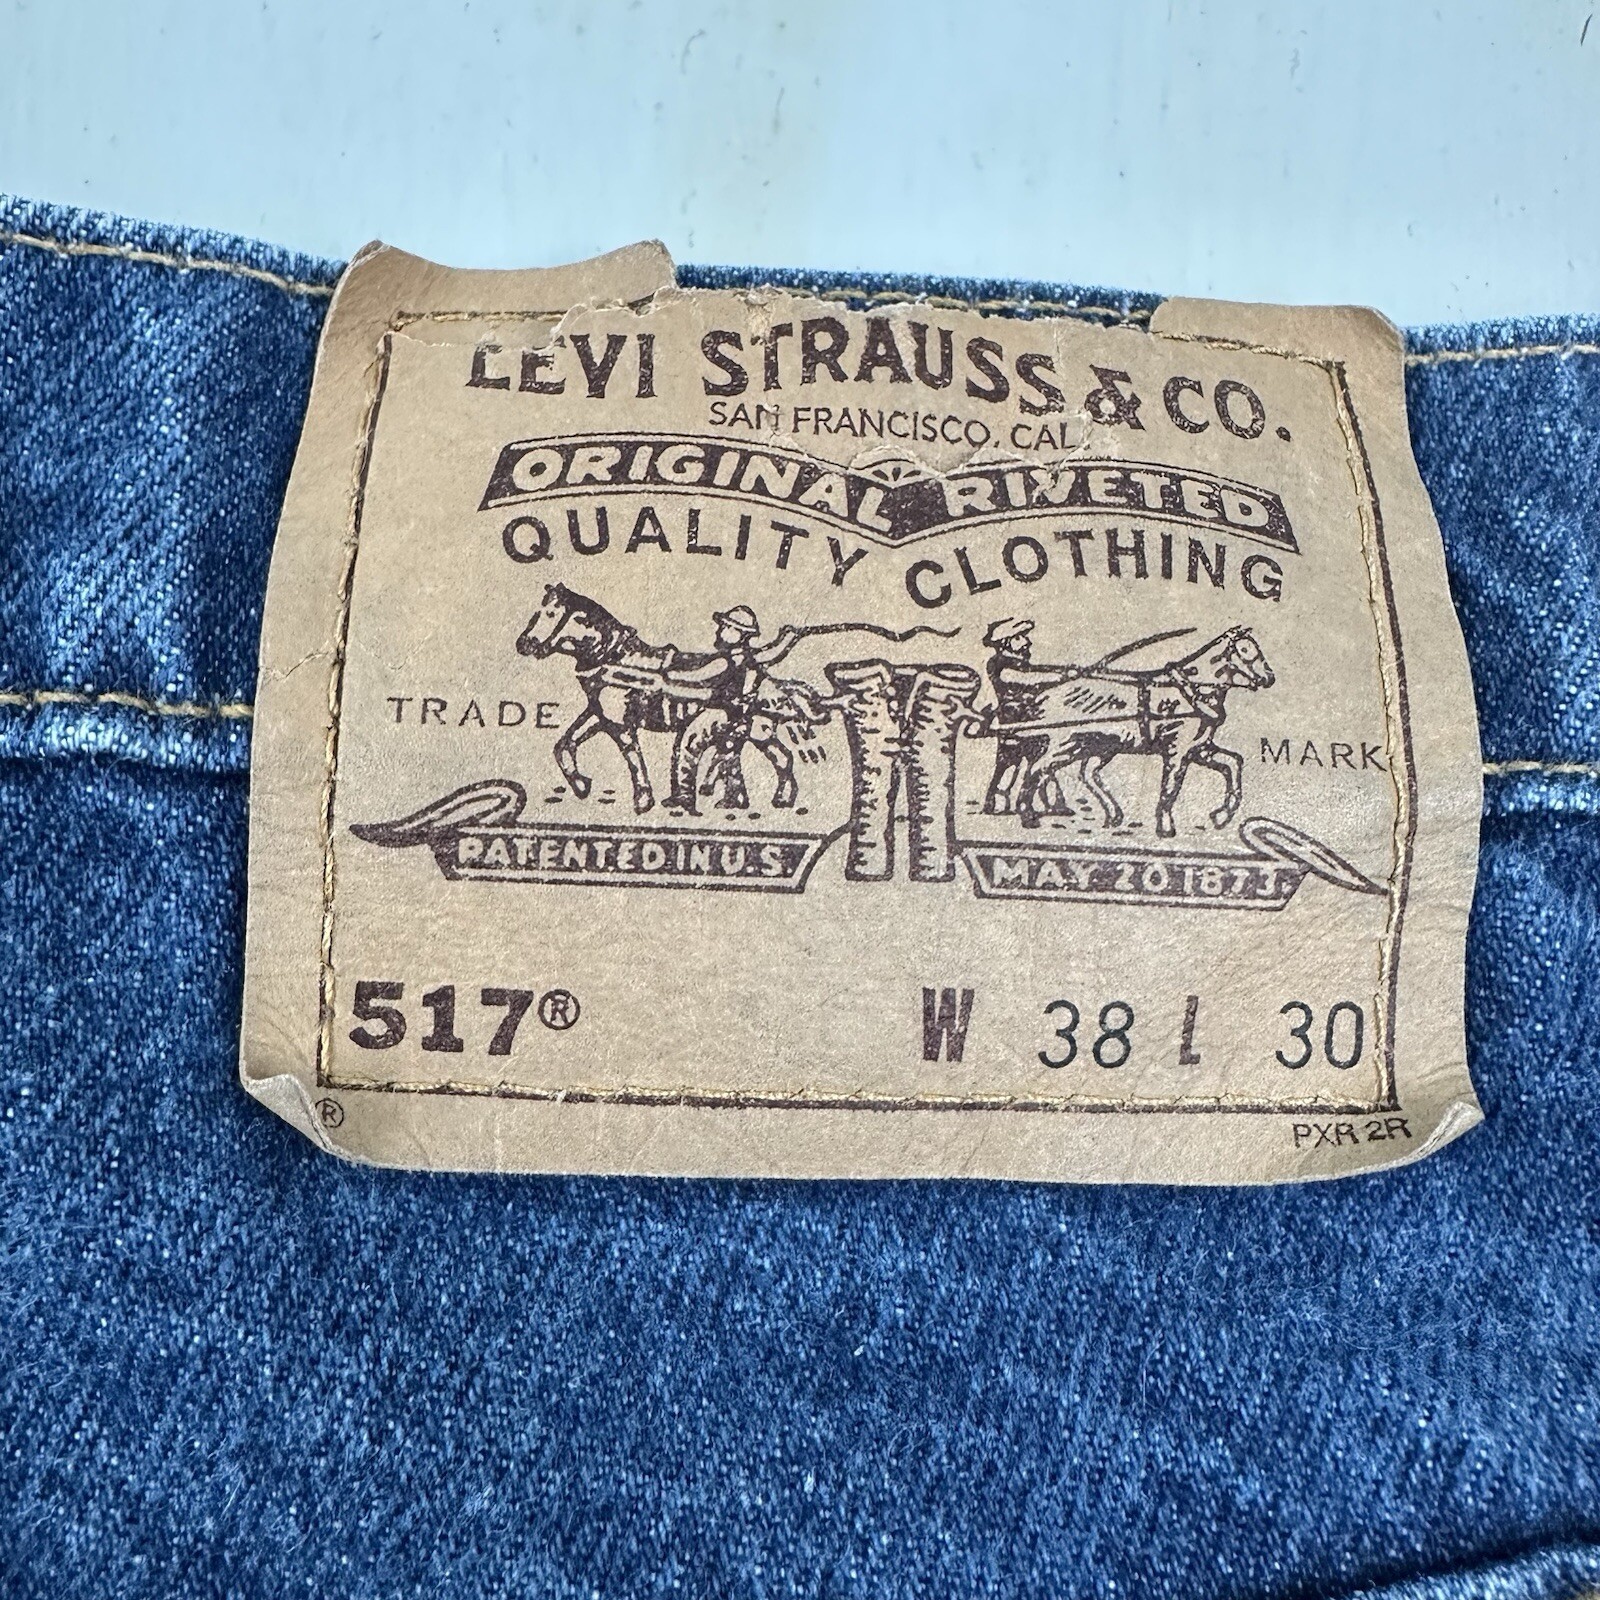 LEVI STRAUSS & CO.
SAN FRANCISCO, CAL.
ORIGINAL RIVETED
QUALITY CLOTHING
TRADE MARK
PATENTED IN U.S. MAY 20 1873
517® W 38 L 30
® PXR 2R